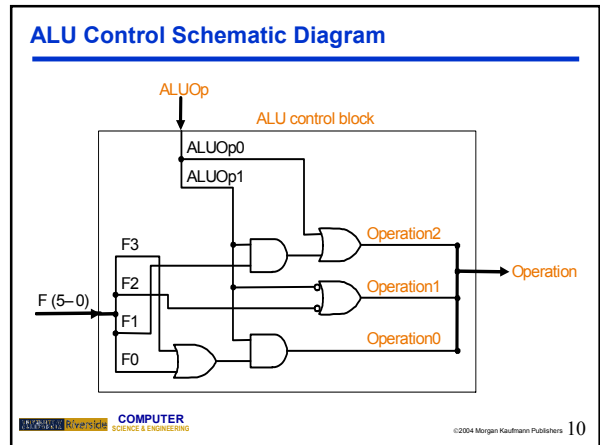 ALU Control Schematic Diagram
ALUOp
ALU control block
ALUOp0
ALUOp1
Operation2
F3
Operation
F2
Operation1
F (5–0)
F1
Operation0
F0
Riverside
COMPUTER
SCIENCE & ENGINEERING
©2004 Morgan Kaufmann Publishers 10